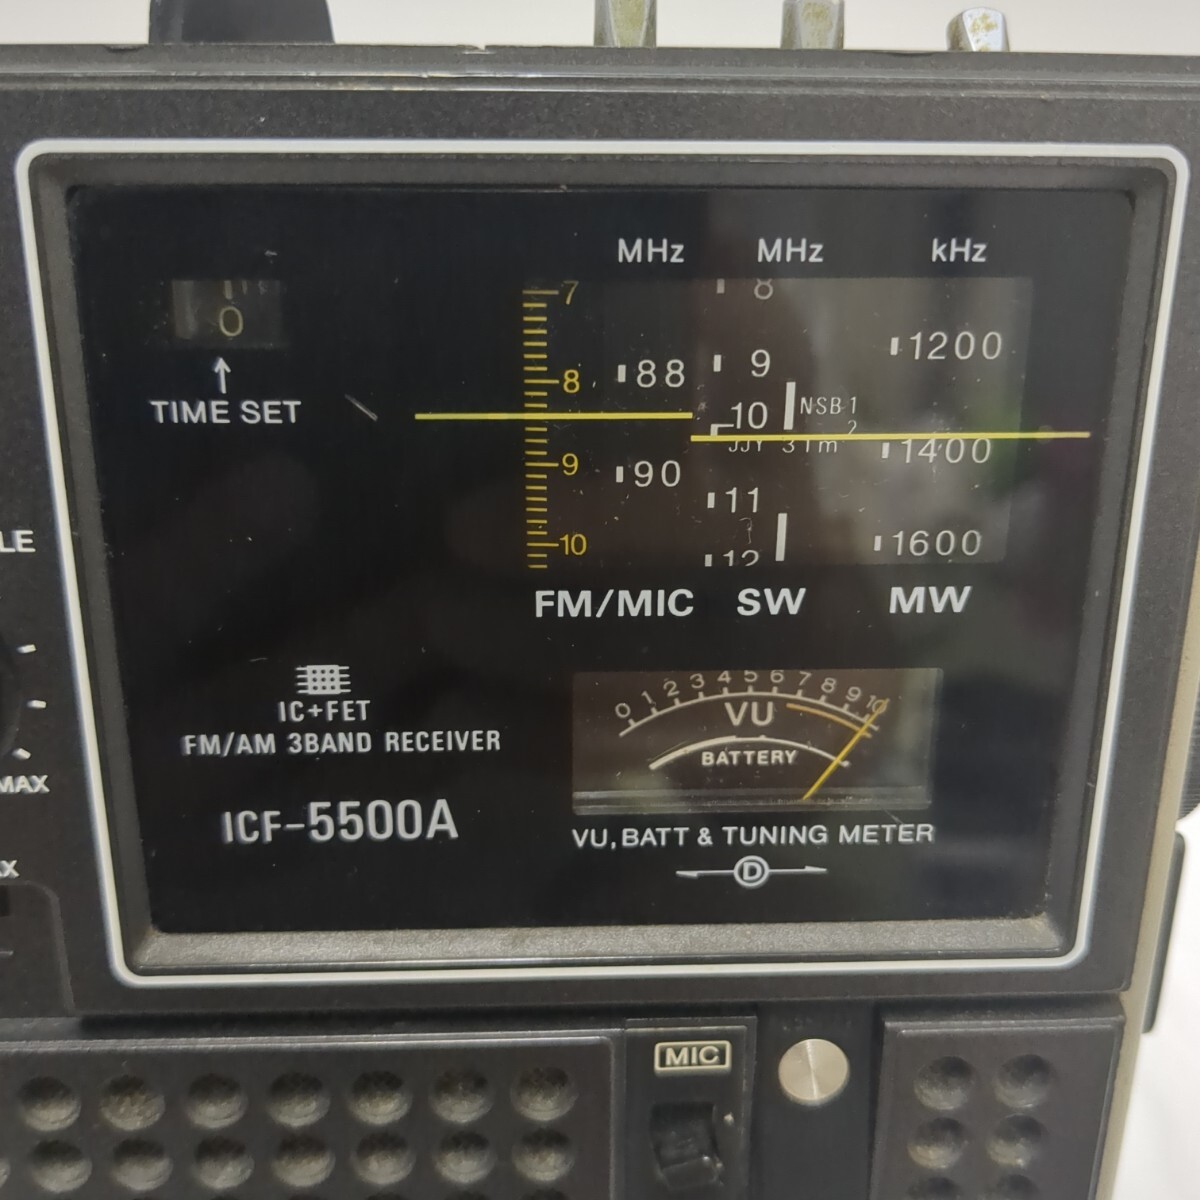 MHz MHz kHz
7 8
0
1200
9
8 88
10 NSB-1
TIME SET
2
JJY 31m
1400
9 90
11
10
12
1600
FM/MIC SW MW
LE
IC+FET
FM/AM 3BAND RECEIVER
ICF-5500A
0 1 2 3 4 5 6 7 8 9 10
VU
BATTERY
VU, BATT & TUNING METER
D
MAX
MIC